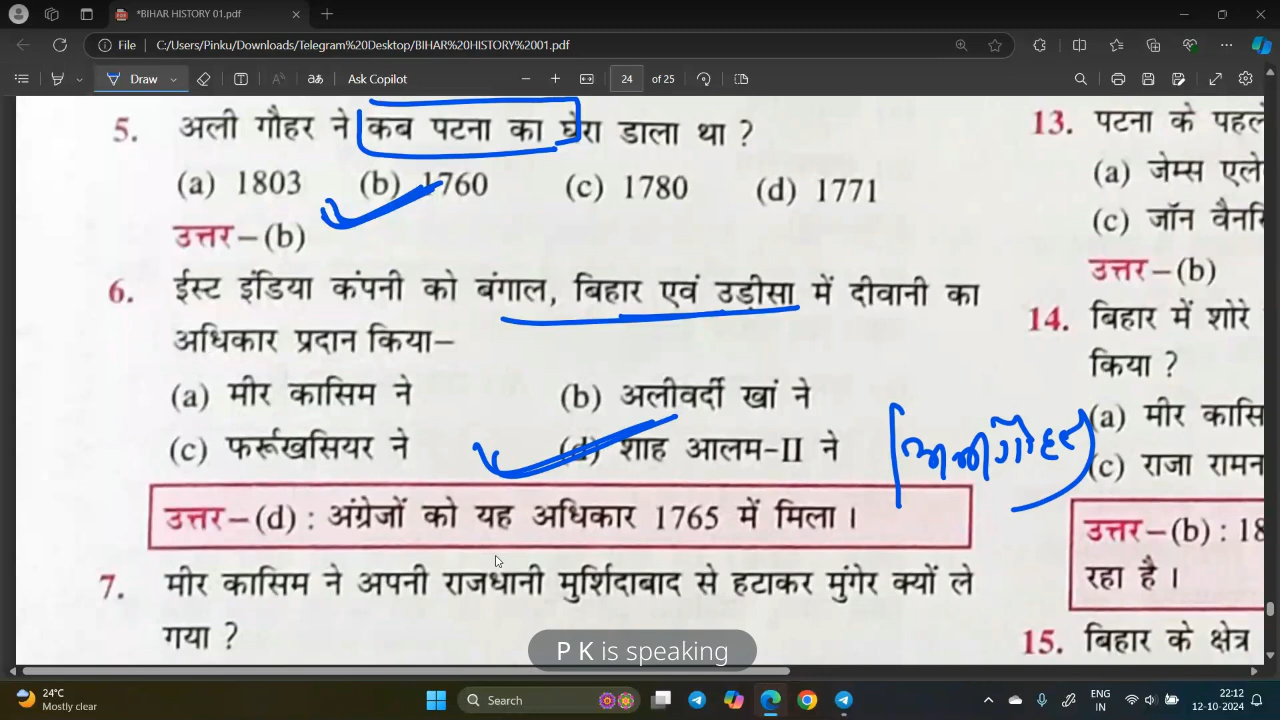 *BIHAR HISTORY 01.pdf
File C:/Users/Pinku/Downloads/Telegram%20Desktop/BIHAR%20HISTORY%2001.pdf
Draw Ask Copilot 24 of 25
5. अली गौहर ने कब पटना का घेरा डाला था ?
(a) 1803 (b) 1760 (c) 1780 (d) 1771
उत्तर–(b)
6. ईस्ट इंडिया कंपनी को बंगाल, बिहार एवं उड़ीसा में दीवानी का
अधिकार प्रदान किया–
(a) मीर कासिम ने (b) अलीवर्दी खां ने
(c) फर्रूखसियर ने (d) शाह आलम-II ने
अलीगौहर
उत्तर–(d) : अंग्रेजों को यह अधिकार 1765 में मिला ।
7. मीर कासिम ने अपनी राजधानी मुर्शिदाबाद से हटाकर मुंगेर क्यों ले
गया ?
13. पटना के पहले
(a) जेम्स एले
(c) जॉन वैनसि
उत्तर–(b)
14. बिहार में शोरे
किया ?
(a) मीर कासि
(c) राजा रामन
उत्तर–(b) : 18
रहा है ।
15. बिहार के क्षेत्र
P K is speaking
24°C
Mostly clear
Search
ENG
IN
22:12
12-10-2024